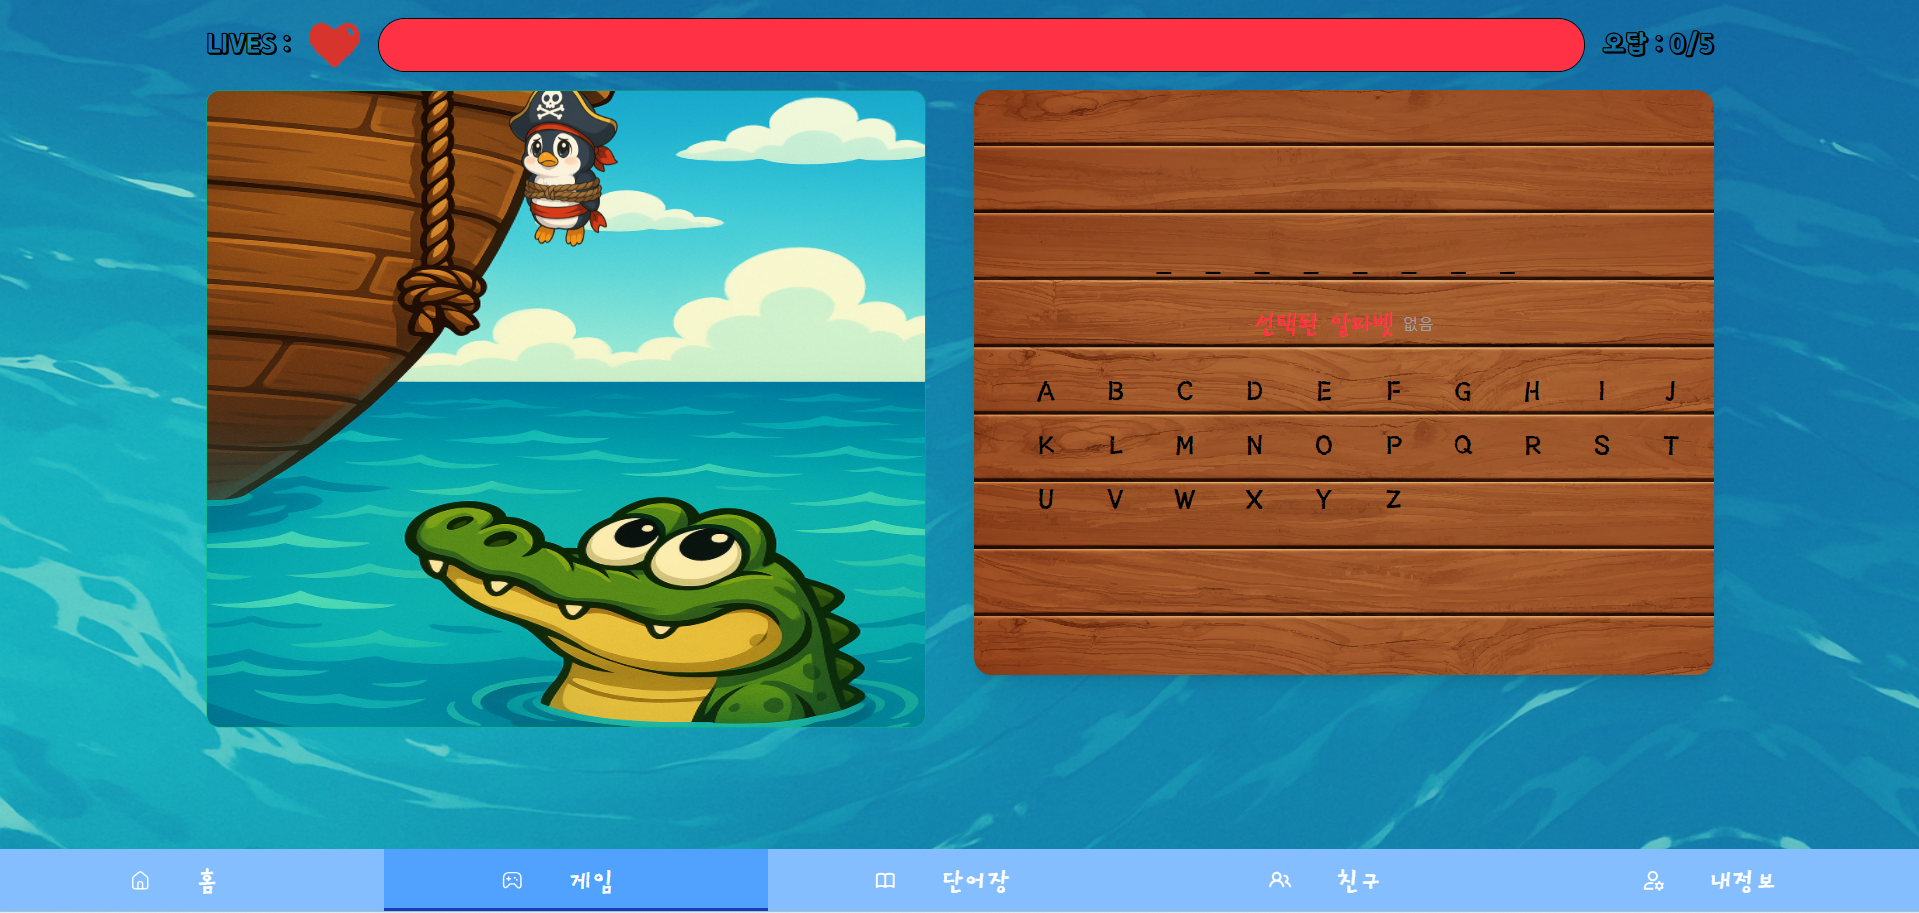 LIVES :
오답 : 0/5
_ _ _ _ _ _ _ _
선택된 알파벳 없음
A B C D E F G H I J
K L M N O P Q R S T
U V W X Y Z
홈 게임 단어장 친구 내정보